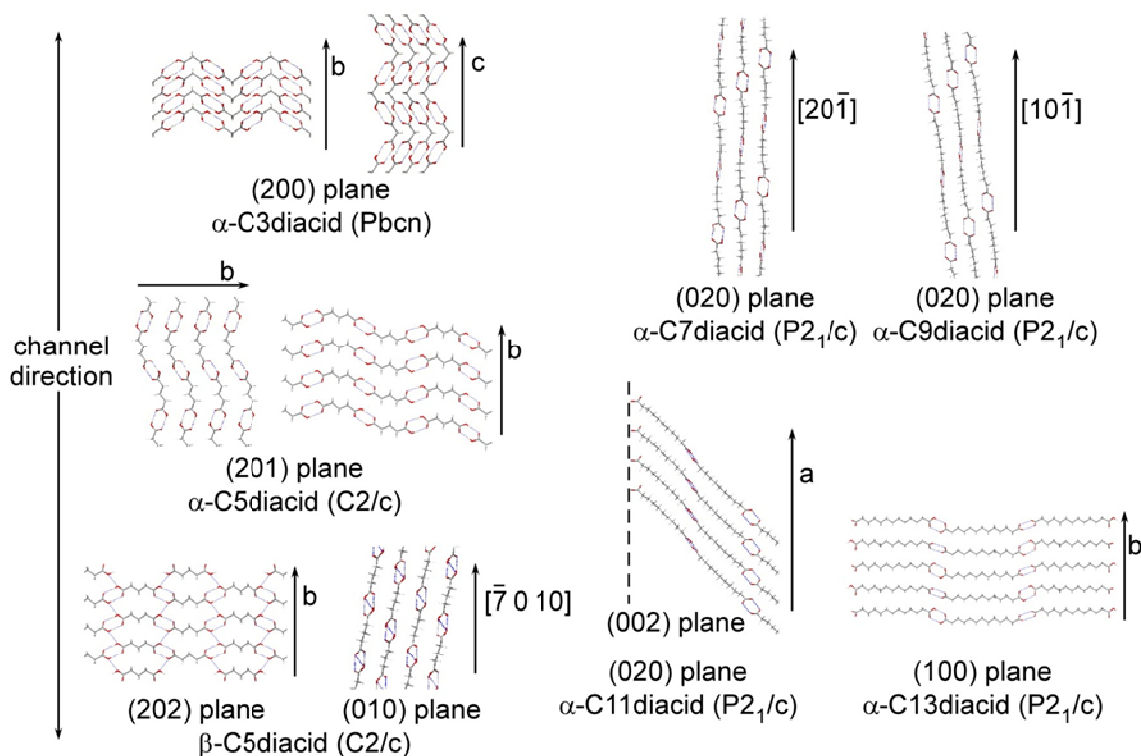 channel
direction
b
c
(200) plane
α-C3diacid (Pbcn)
b
b
(201) plane
α-C5diacid (C2/c)
b
[7̅ 0 10]
(202) plane
(010) plane
β-C5diacid (C2/c)
[201̅]
[101̅]
(020) plane
α-C7diacid (P2₁/c)
(020) plane
α-C9diacid (P2₁/c)
a
(002) plane
(020) plane
α-C11diacid (P2₁/c)
b
(100) plane
α-C13diacid (P2₁/c)